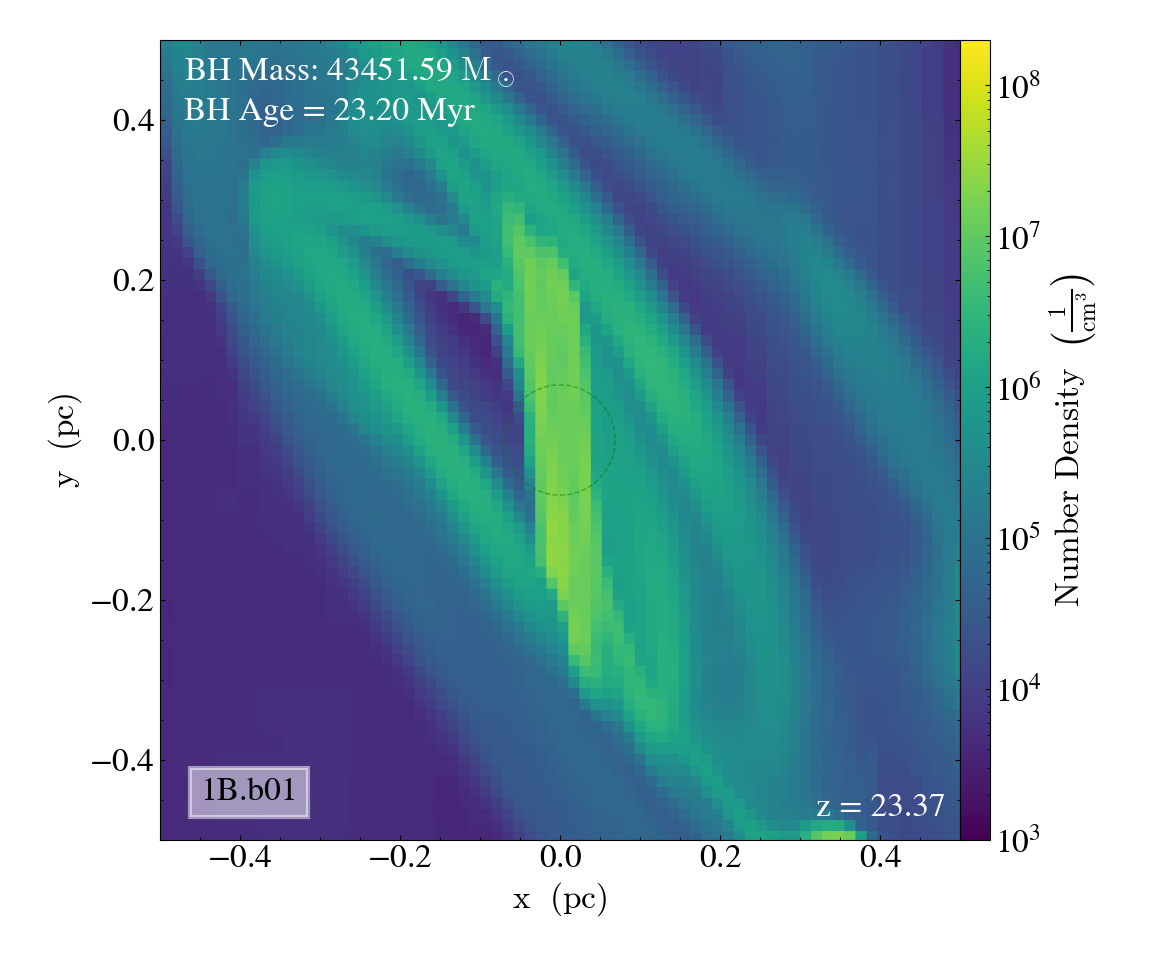 BH Mass: 43451.59 M⊙
BH Age = 23.20 Myr
1B.b01
z = 23.37
0.4
0.2
0.0
−0.2
−0.4
y (pc)
−0.4
−0.2
0.0
0.2
0.4
x (pc)
10⁸
10⁷
10⁶
10⁵
10⁴
10³
Number Density (1/cm³)